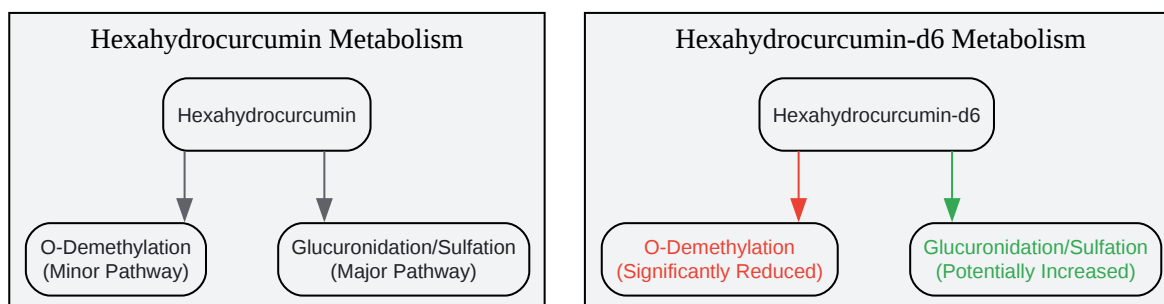 Hexahydrocurcumin Metabolism
Hexahydrocurcumin
O-Demethylation
(Minor Pathway)
Glucuronidation/Sulfation
(Major Pathway)
Hexahydrocurcumin-d6 Metabolism
Hexahydrocurcumin-d6
O-Demethylation
(Significantly Reduced)
Glucuronidation/Sulfation
(Potentially Increased)